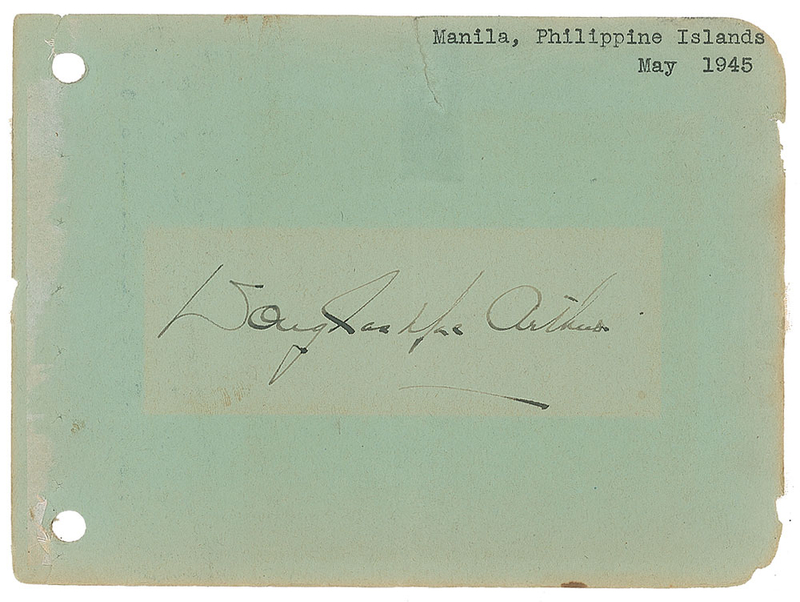 Manila, Philippine Islands
May 1945
Douglas MacArthur